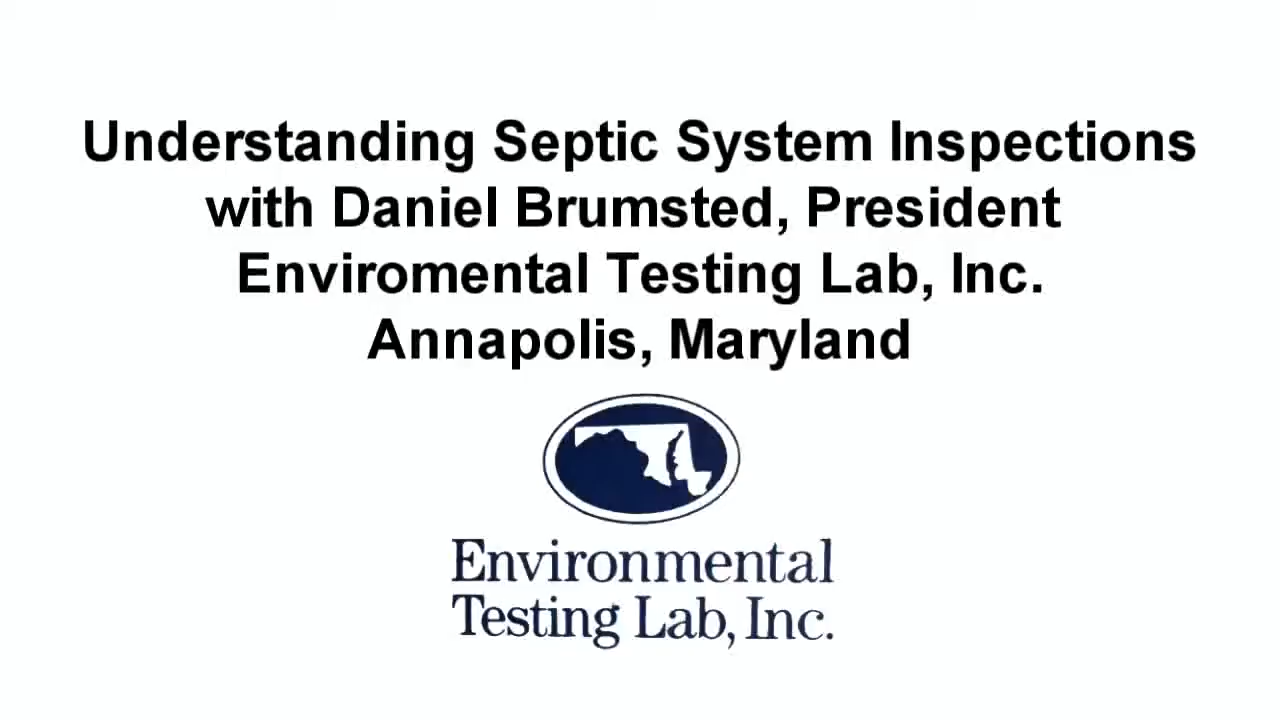 Understanding Septic System Inspections
with Daniel Brumsted, President
Enviromental Testing Lab, Inc.
Annapolis, Maryland
Environmental
Testing Lab, Inc.